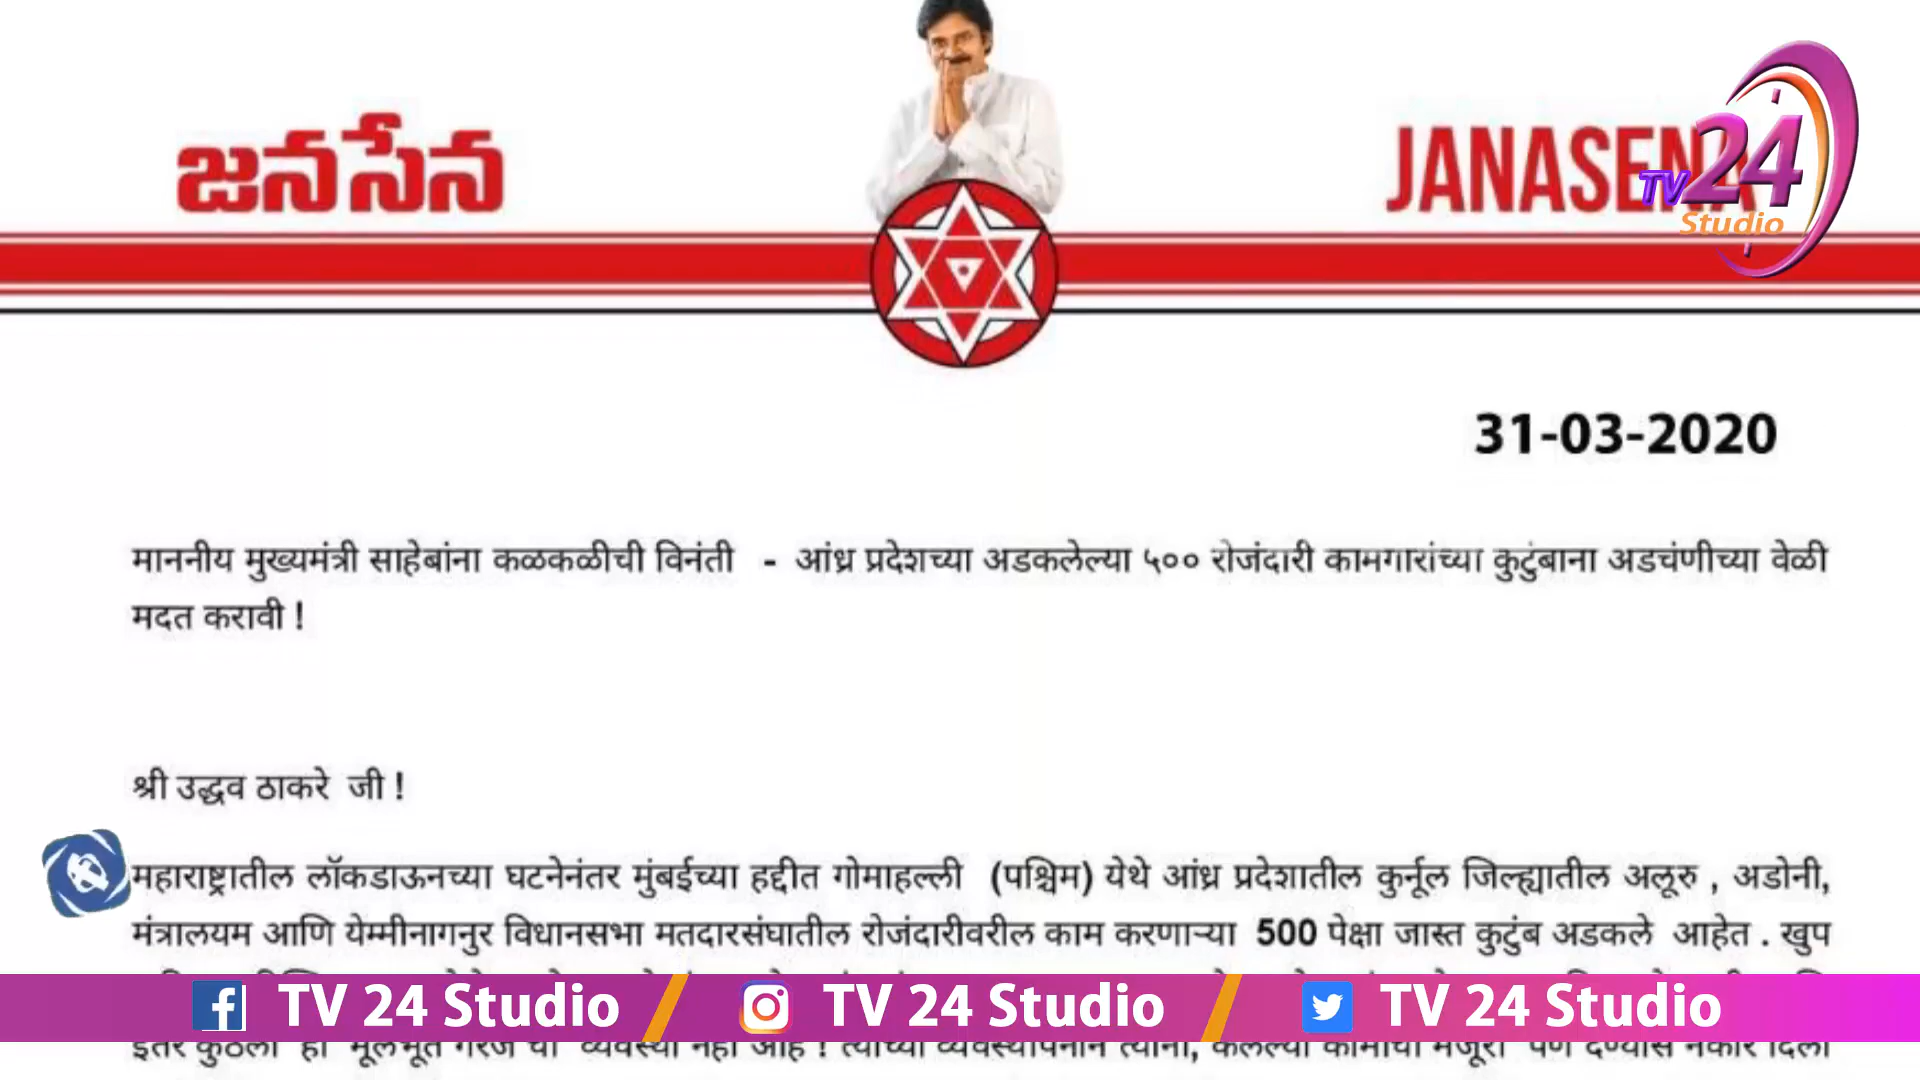 జనసేన
JANASENA
TV 24 Studio
31-03-2020
माननीय मुख्यमंत्री साहेबांना कळकळीची विनंती - आंध्र प्रदेशच्या अडकलेल्या ५०० रोजंदारी कामगारांच्या कुटुंबाना अडचंणीच्या वेळी
मदत करावी !
श्री उद्धव ठाकरे जी !
महाराष्ट्रातील लॉकडाऊनच्या घटनेनंतर मुंबईच्या हद्दीत गोमाहल्ली (पश्चिम) येथे आंध्र प्रदेशातील कुर्नूल जिल्ह्यातील अलूरु , अडोनी,
मंत्रालयम आणि येम्मीनागनुर विधानसभा मतदारसंघातील रोजंदारीवरील काम करणाऱ्या 500 पेक्षा जास्त कुटुंब अडकले आहेत . खुप
TV 24 Studio TV 24 Studio TV 24 Studio